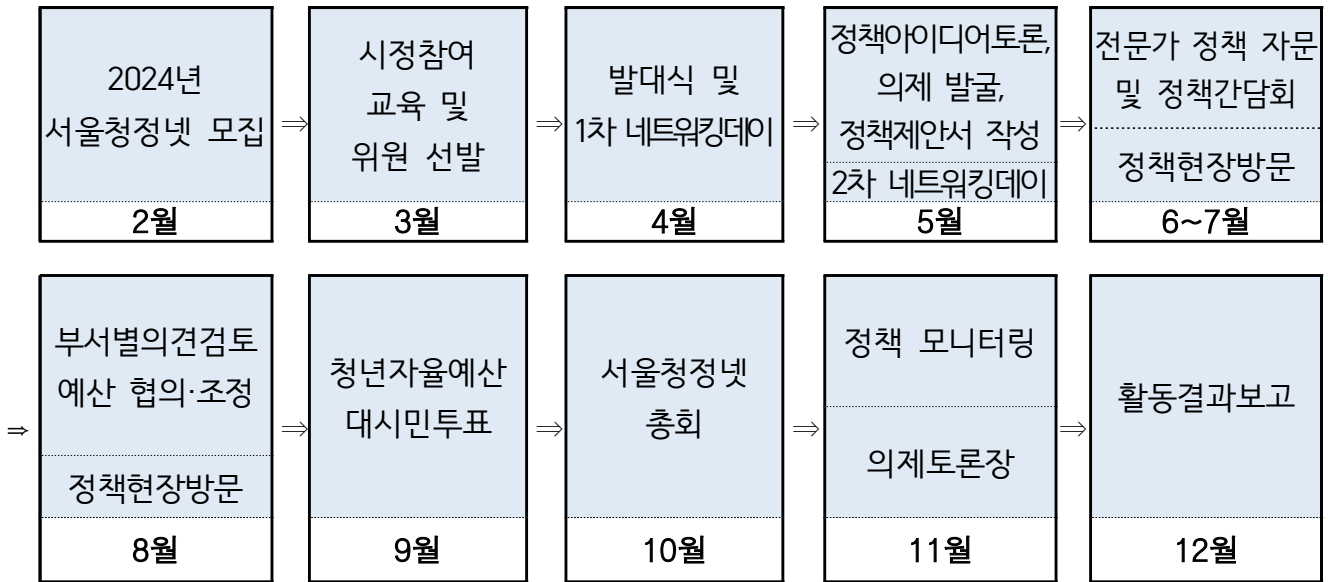 2024년
서울청정넷 모집
2월
⇒
시정참여
교육 및
위원 선발
3월
⇒
발대식 및
1차 네트워킹데이
4월
⇒
정책아이디어토론,
의제 발굴,
정책제안서 작성
2차 네트워킹데이
5월
⇒
전문가 정책 자문
및 정책간담회
정책현장방문
6~7월
⇒
부서별의견검토
예산 협의·조정
정책현장방문
8월
⇒
청년자율예산
대시민투표
9월
⇒
서울청정넷
총회
10월
⇒
정책 모니터링
의제토론장
11월
⇒
활동결과보고
12월